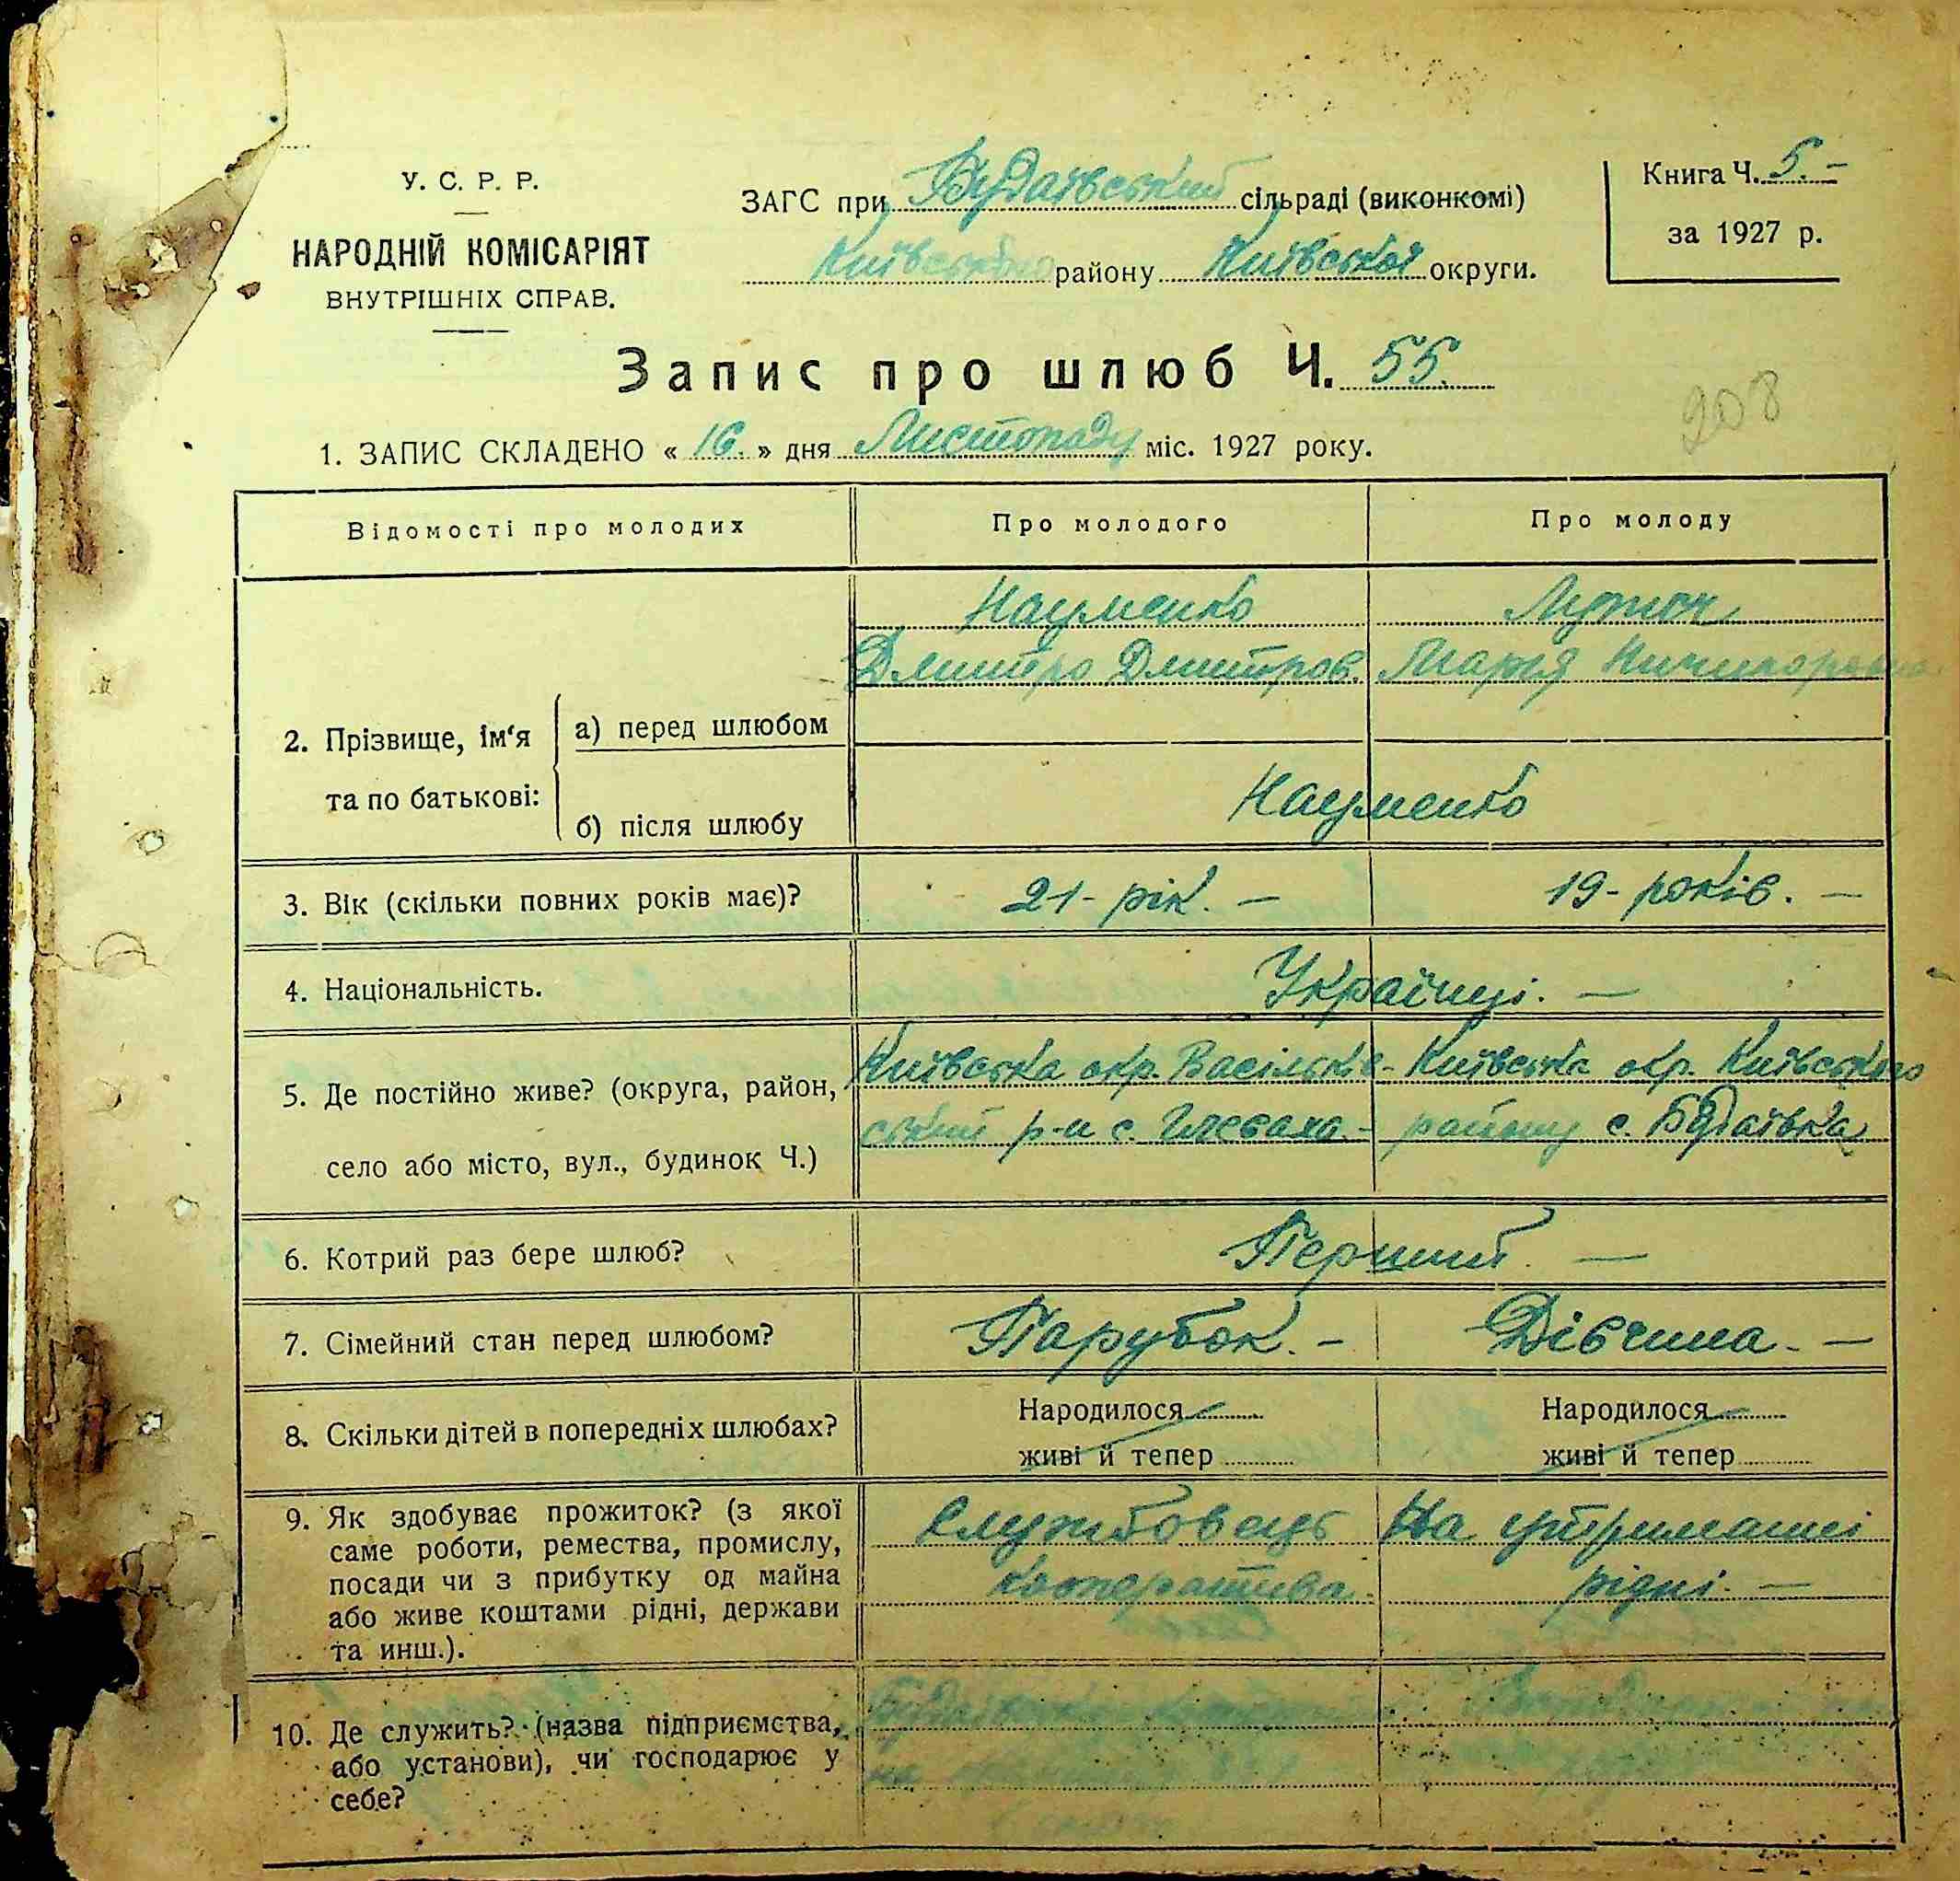 У. С. Р. Р.
НАРОДНІЙ КОМІСАРІЯТ
ВНУТРІШНІХ СПРАВ.
ЗАГС при Будаївський сільраді (виконкомі)
Київського району Київської округи.
Книга Ч. 5. –
за 1927 р.
Запис про шлюб Ч. 55.
208
1. ЗАПИС СКЛАДЕНО « 16. » дня Листопаду міс. 1927 року.
Відомості про молодих
Про молодого
Про молоду
2. Прізвище, ім‘я та по батькові:
а) перед шлюбом
Науменко
Дмитро Дмитров.
Марія Ничипоровна
б) після шлюбу
Науменко
3. Вік (скільки повних років має)?
21 - рік. —
19 - років. —
4. Національність.
Українці. —
5. Де постійно живе? (округа, район,
село або місто, вул., будинок Ч.)
Київська окр. Васильків-
ський р-н с. Глеваха. -
Київська окр. Київського
району с. Будаївка
6. Котрий раз бере шлюб?
Перший. —
7. Сімейний стан перед шлюбом?
Парубок. –
Дівчина. –
8. Скільки дітей в попередніх шлюбах?
Народилося
живі й тепер
Народилося
живі й тепер
9. Як здобуває прожиток? (з якої
саме роботи, ремества, промислу,
посади чи з прибутку од майна
або живе коштами рідні, держави
та инш.).
Службовець
кооператива.
На утриманні
рідні. —
10. Де служить? (назва підприємства,
або установи), чи господарює у
себе?